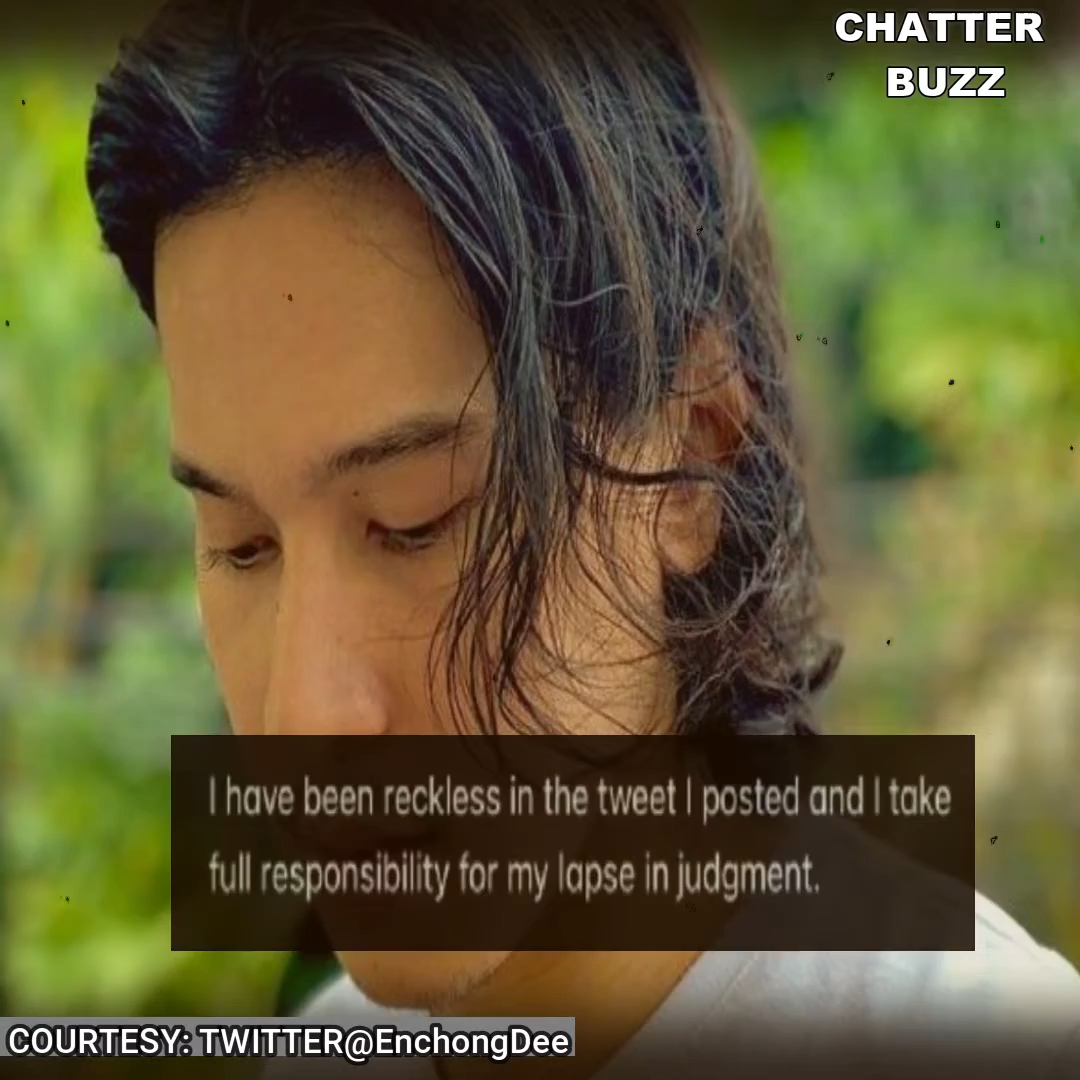 CHATTER
BUZZ
I have been reckless in the tweet I posted and I take
full responsibility for my lapse in judgment.
COURTESY: TWITTER@EnchongDee